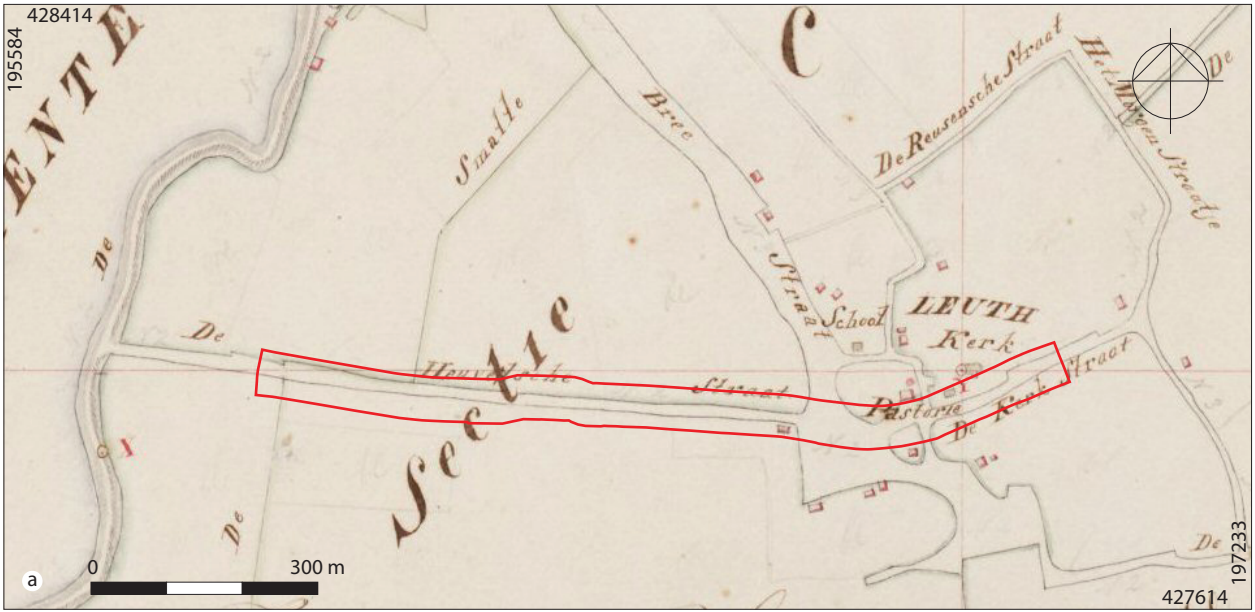 428414
195584
ENTE
C
De Reusensche Straat
Het Morgen Straatje
De
Smalle
Bree
Straat
De
De
School
LEUTH
Kerk
Heuvelsche Straat
Pastorie
De Kerk Straat
Sectie
X
De
De
a
0 300 m
197233
427614